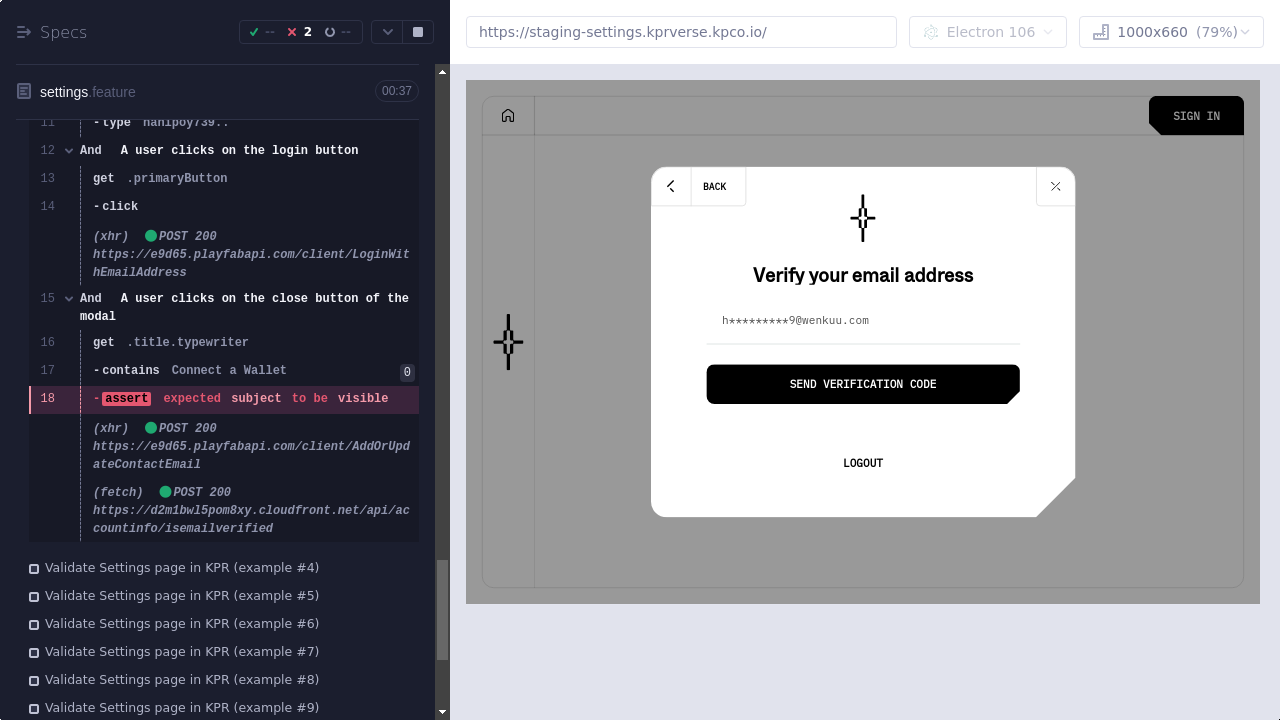 Specs
--
2
--
settings.feature
00:37
11 -type hanipoy739..
12 And A user clicks on the login button
13 get .primaryButton
14 -click
(xhr) POST 200
https://e9d65.playfabapi.com/client/LoginWit
hEmailAddress
15 And A user clicks on the close button of the
modal
16 get .title.typewriter
17 -contains Connect a Wallet 0
18 -assert expected subject to be visible
(xhr) POST 200
https://e9d65.playfabapi.com/client/AddOrUpd
ateContactEmail
(fetch) POST 200
https://d2m1bwl5pom8xy.cloudfront.net/api/ac
countinfo/isemailverified
Validate Settings page in KPR (example #4)
Validate Settings page in KPR (example #5)
Validate Settings page in KPR (example #6)
Validate Settings page in KPR (example #7)
Validate Settings page in KPR (example #8)
Validate Settings page in KPR (example #9)
https://staging-settings.kprverse.kpco.io/
Electron 106
1000x660 (79%)
SIGN IN
BACK
Verify your email address
h*********9@wenkuu.com
SEND VERIFICATION CODE
LOGOUT